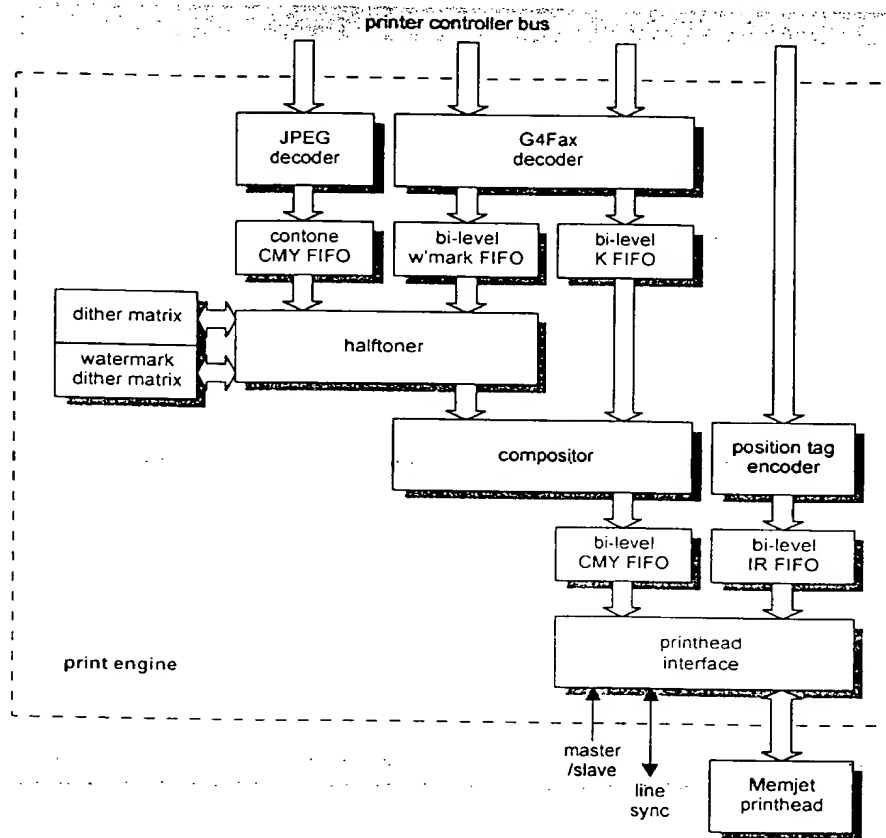 printer controller bus
JPEG
decoder
G4Fax
decoder
contone
CMY FIFO
bi-level
w'mark FIFO
bi-level
K FIFO
dither matrix
watermark
dither matrix
halftoner
compositor
position tag
encoder
bi-level
CMY FIFO
bi-level
IR FIFO
printhead
interface
print engine
master
/slave
line
sync
Memjet
printhead